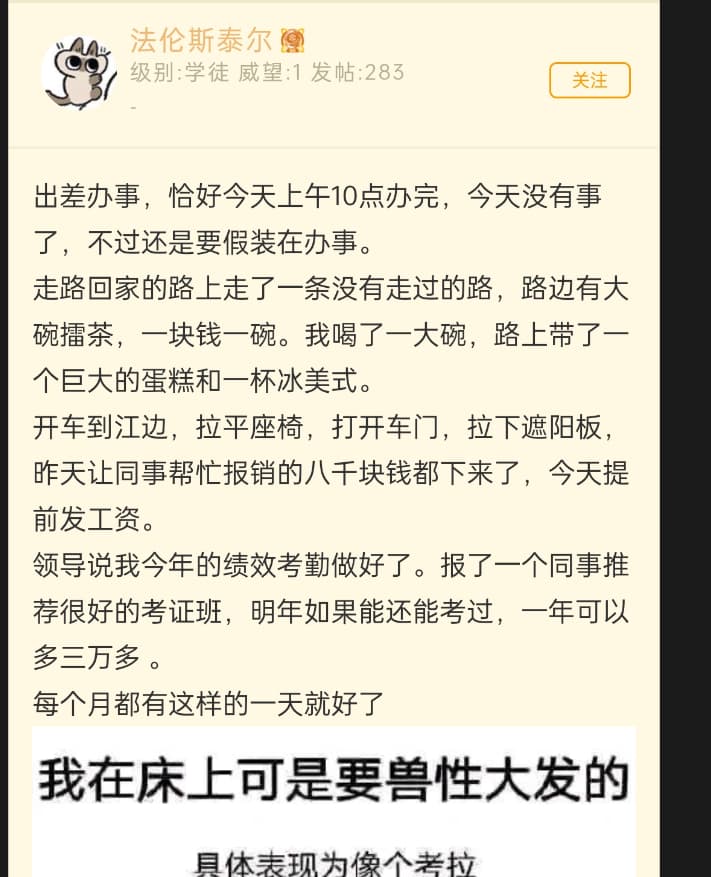 法伦斯泰尔
级别:学徒 威望:1 发帖:283
-
关注
出差办事，恰好今天上午10点办完，今天没有事
了，不过还是要假装在办事。
走路回家的路上走了一条没有走过的路，路边有大
碗擂茶，一块钱一碗。我喝了一大碗，路上带了一
个巨大的蛋糕和一杯冰美式。
开车到江边，拉平座椅，打开车门，拉下遮阳板，
昨天让同事帮忙报销的八千块钱都下来了，今天提
前发工资。
领导说我今年的绩效考勤做好了。报了一个同事推
荐很好的考证班，明年如果能还能考过，一年可以
多三万多 。
每个月都有这样的一天就好了
我在床上可是要兽性大发的
具体表现为像个考拉